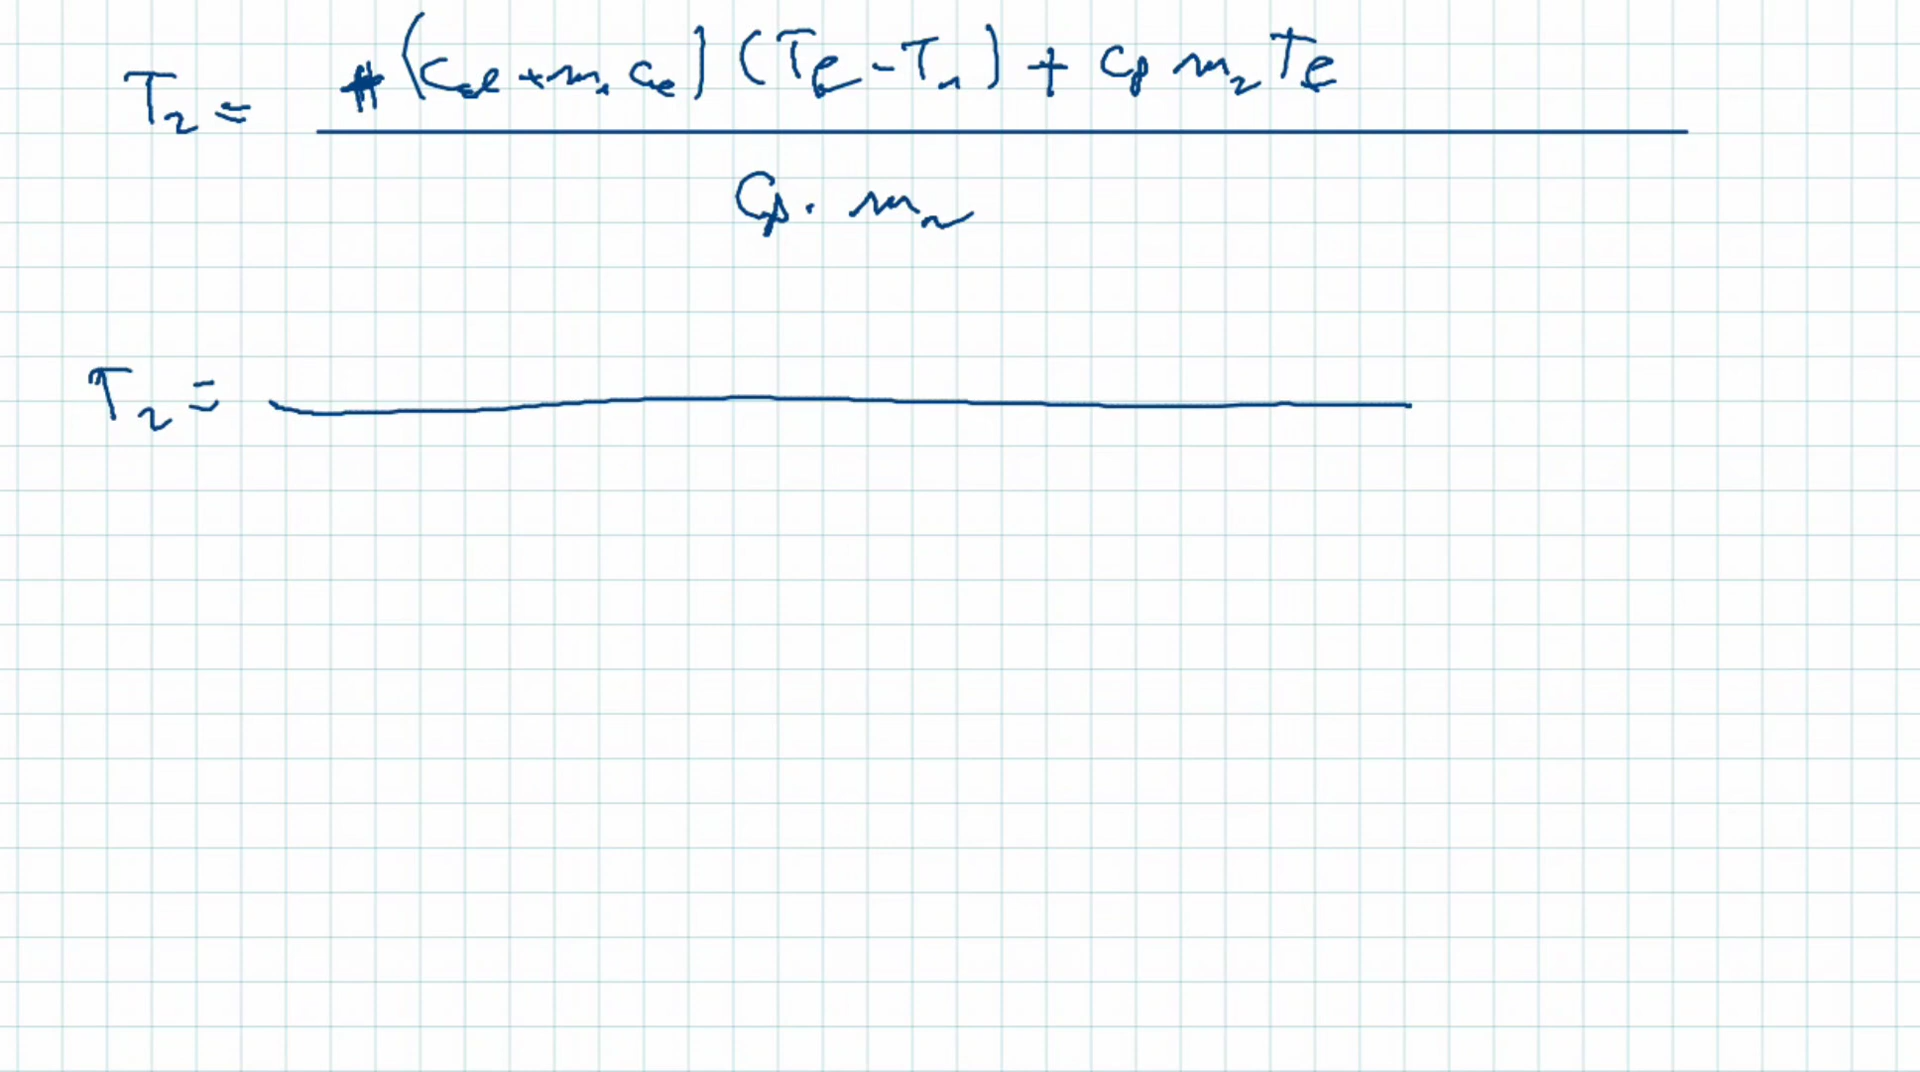 T₂ = (C_cal + m₁ c_e) (T_e - T₁) + c_p m₂ T_e
c_p · m₂
T₂ =